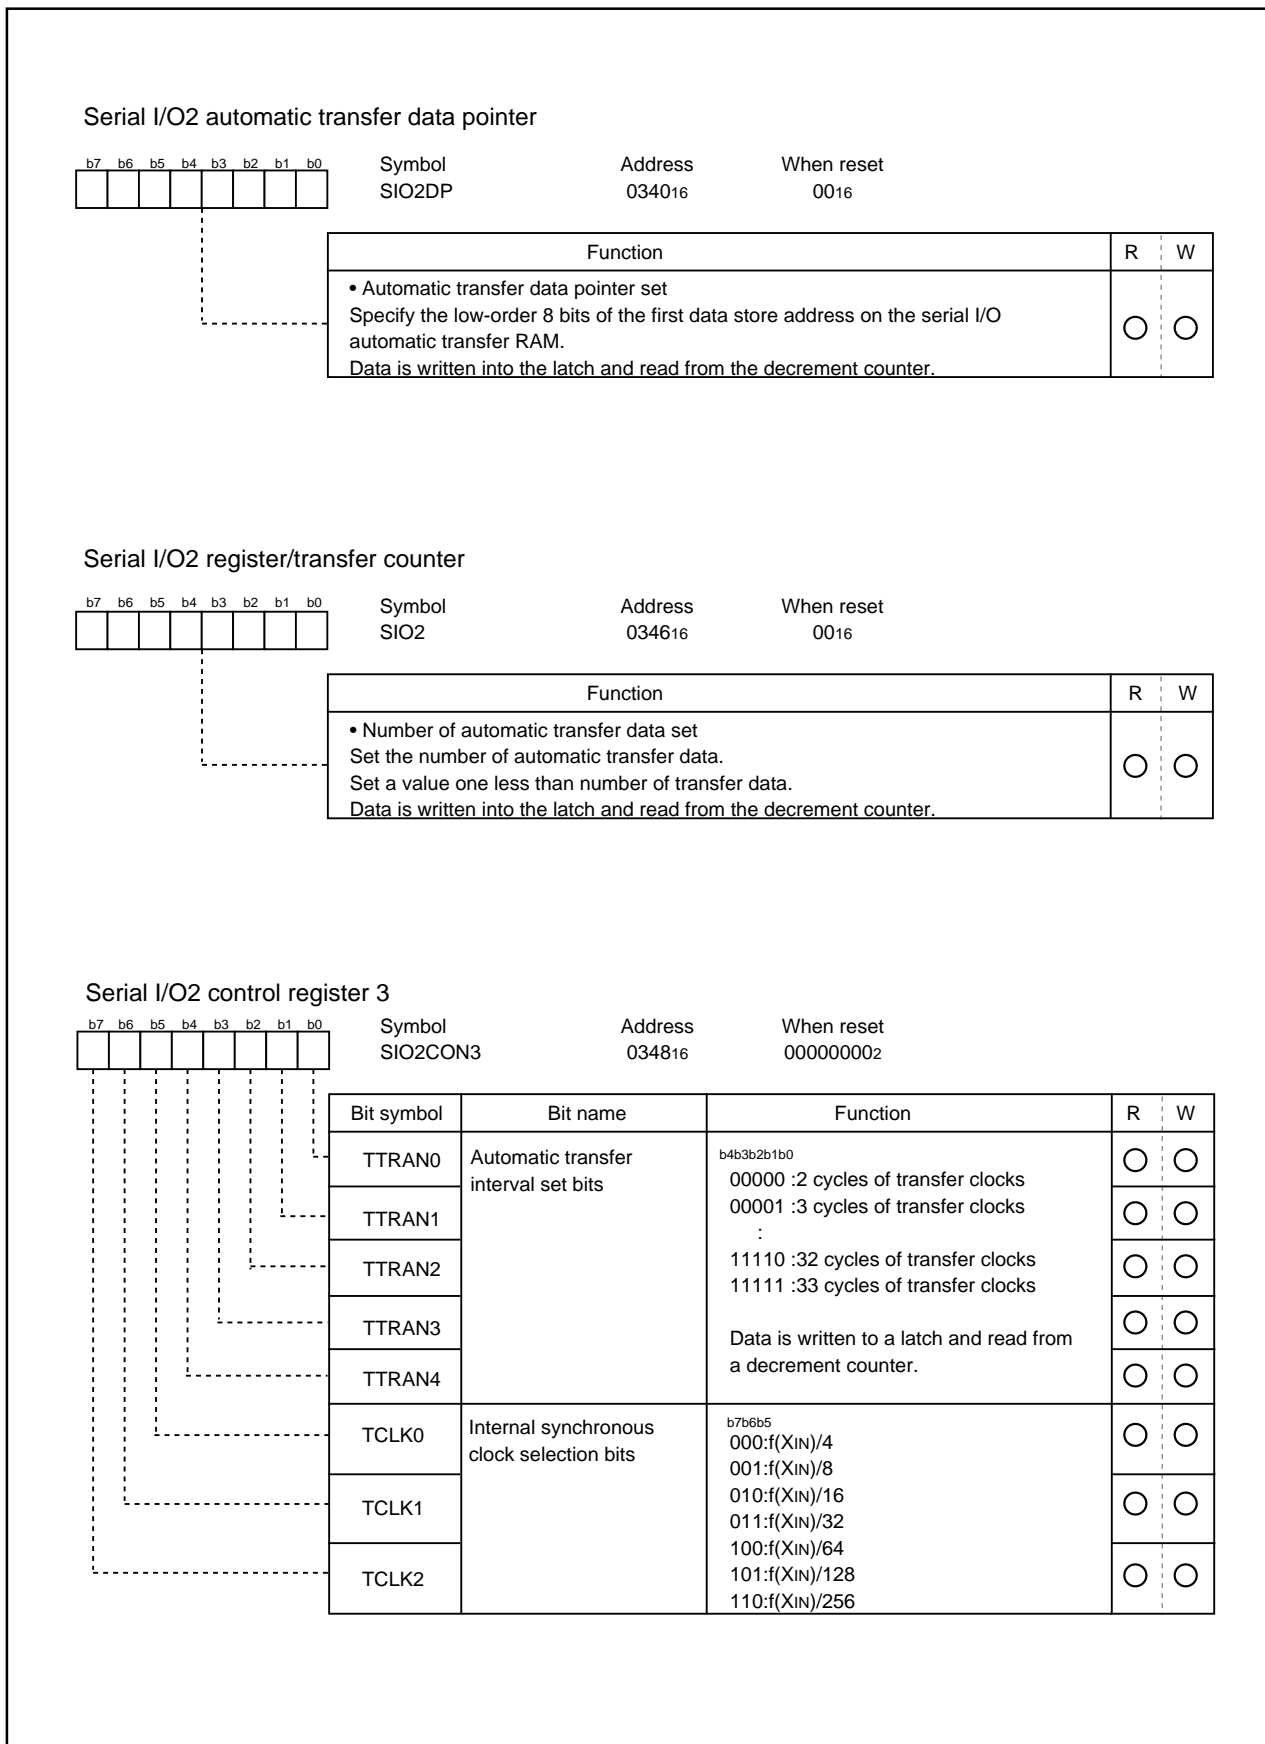 Serial I/O2 automatic transfer data pointer
b7 b6 b5 b4 b3 b2 b1 b0
Symbol Address When reset
SIO2DP 034016 0016
Function R W
• Automatic transfer data pointer set
Specify the low-order 8 bits of the first data store address on the serial I/O
automatic transfer RAM.
Data is written into the latch and read from the decrement counter.
Serial I/O2 register/transfer counter
b7 b6 b5 b4 b3 b2 b1 b0
Symbol Address When reset
SIO2 034616 0016
Function R W
• Number of automatic transfer data set
Set the number of automatic transfer data.
Set a value one less than number of transfer data.
Data is written into the latch and read from the decrement counter.
Serial I/O2 control register 3
b7 b6 b5 b4 b3 b2 b1 b0
Symbol Address When reset
SIO2CON3 034816 000000002
Bit symbol Bit name Function R W
TTRAN0 Automatic transfer
interval set bits
b4b3b2b1b0
00000 :2 cycles of transfer clocks
TTRAN1 00001 :3 cycles of transfer clocks
:
TTRAN2 11110 :32 cycles of transfer clocks
11111 :33 cycles of transfer clocks
TTRAN3 Data is written to a latch and read from
TTRAN4 a decrement counter.
TCLK0 Internal synchronous
clock selection bits
b7b6b5
000:f(XIN)/4
001:f(XIN)/8
010:f(XIN)/16
TCLK1 011:f(XIN)/32
100:f(XIN)/64
TCLK2 101:f(XIN)/128
110:f(XIN)/256